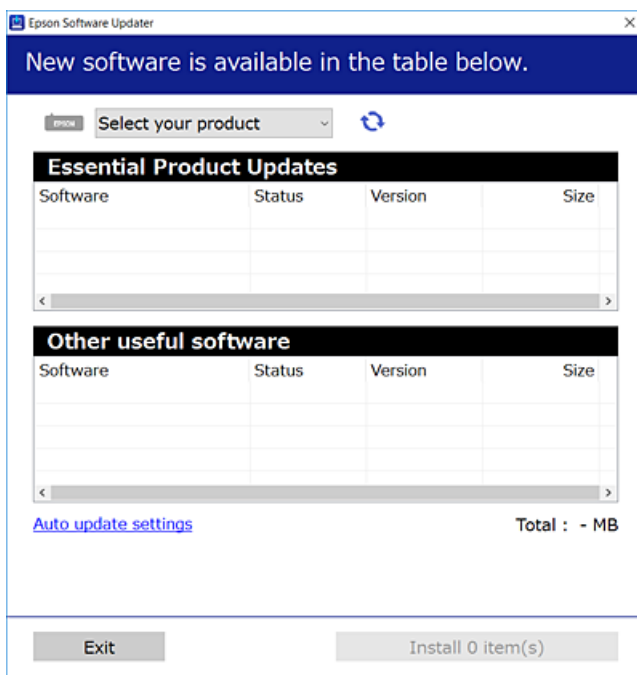 Epson Software Updater
New software is available in the table below.
EPSON Select your product
Essential Product Updates
Software Status Version Size
Other useful software
Software Status Version Size
Auto update settings Total : - MB
Exit Install 0 item(s)